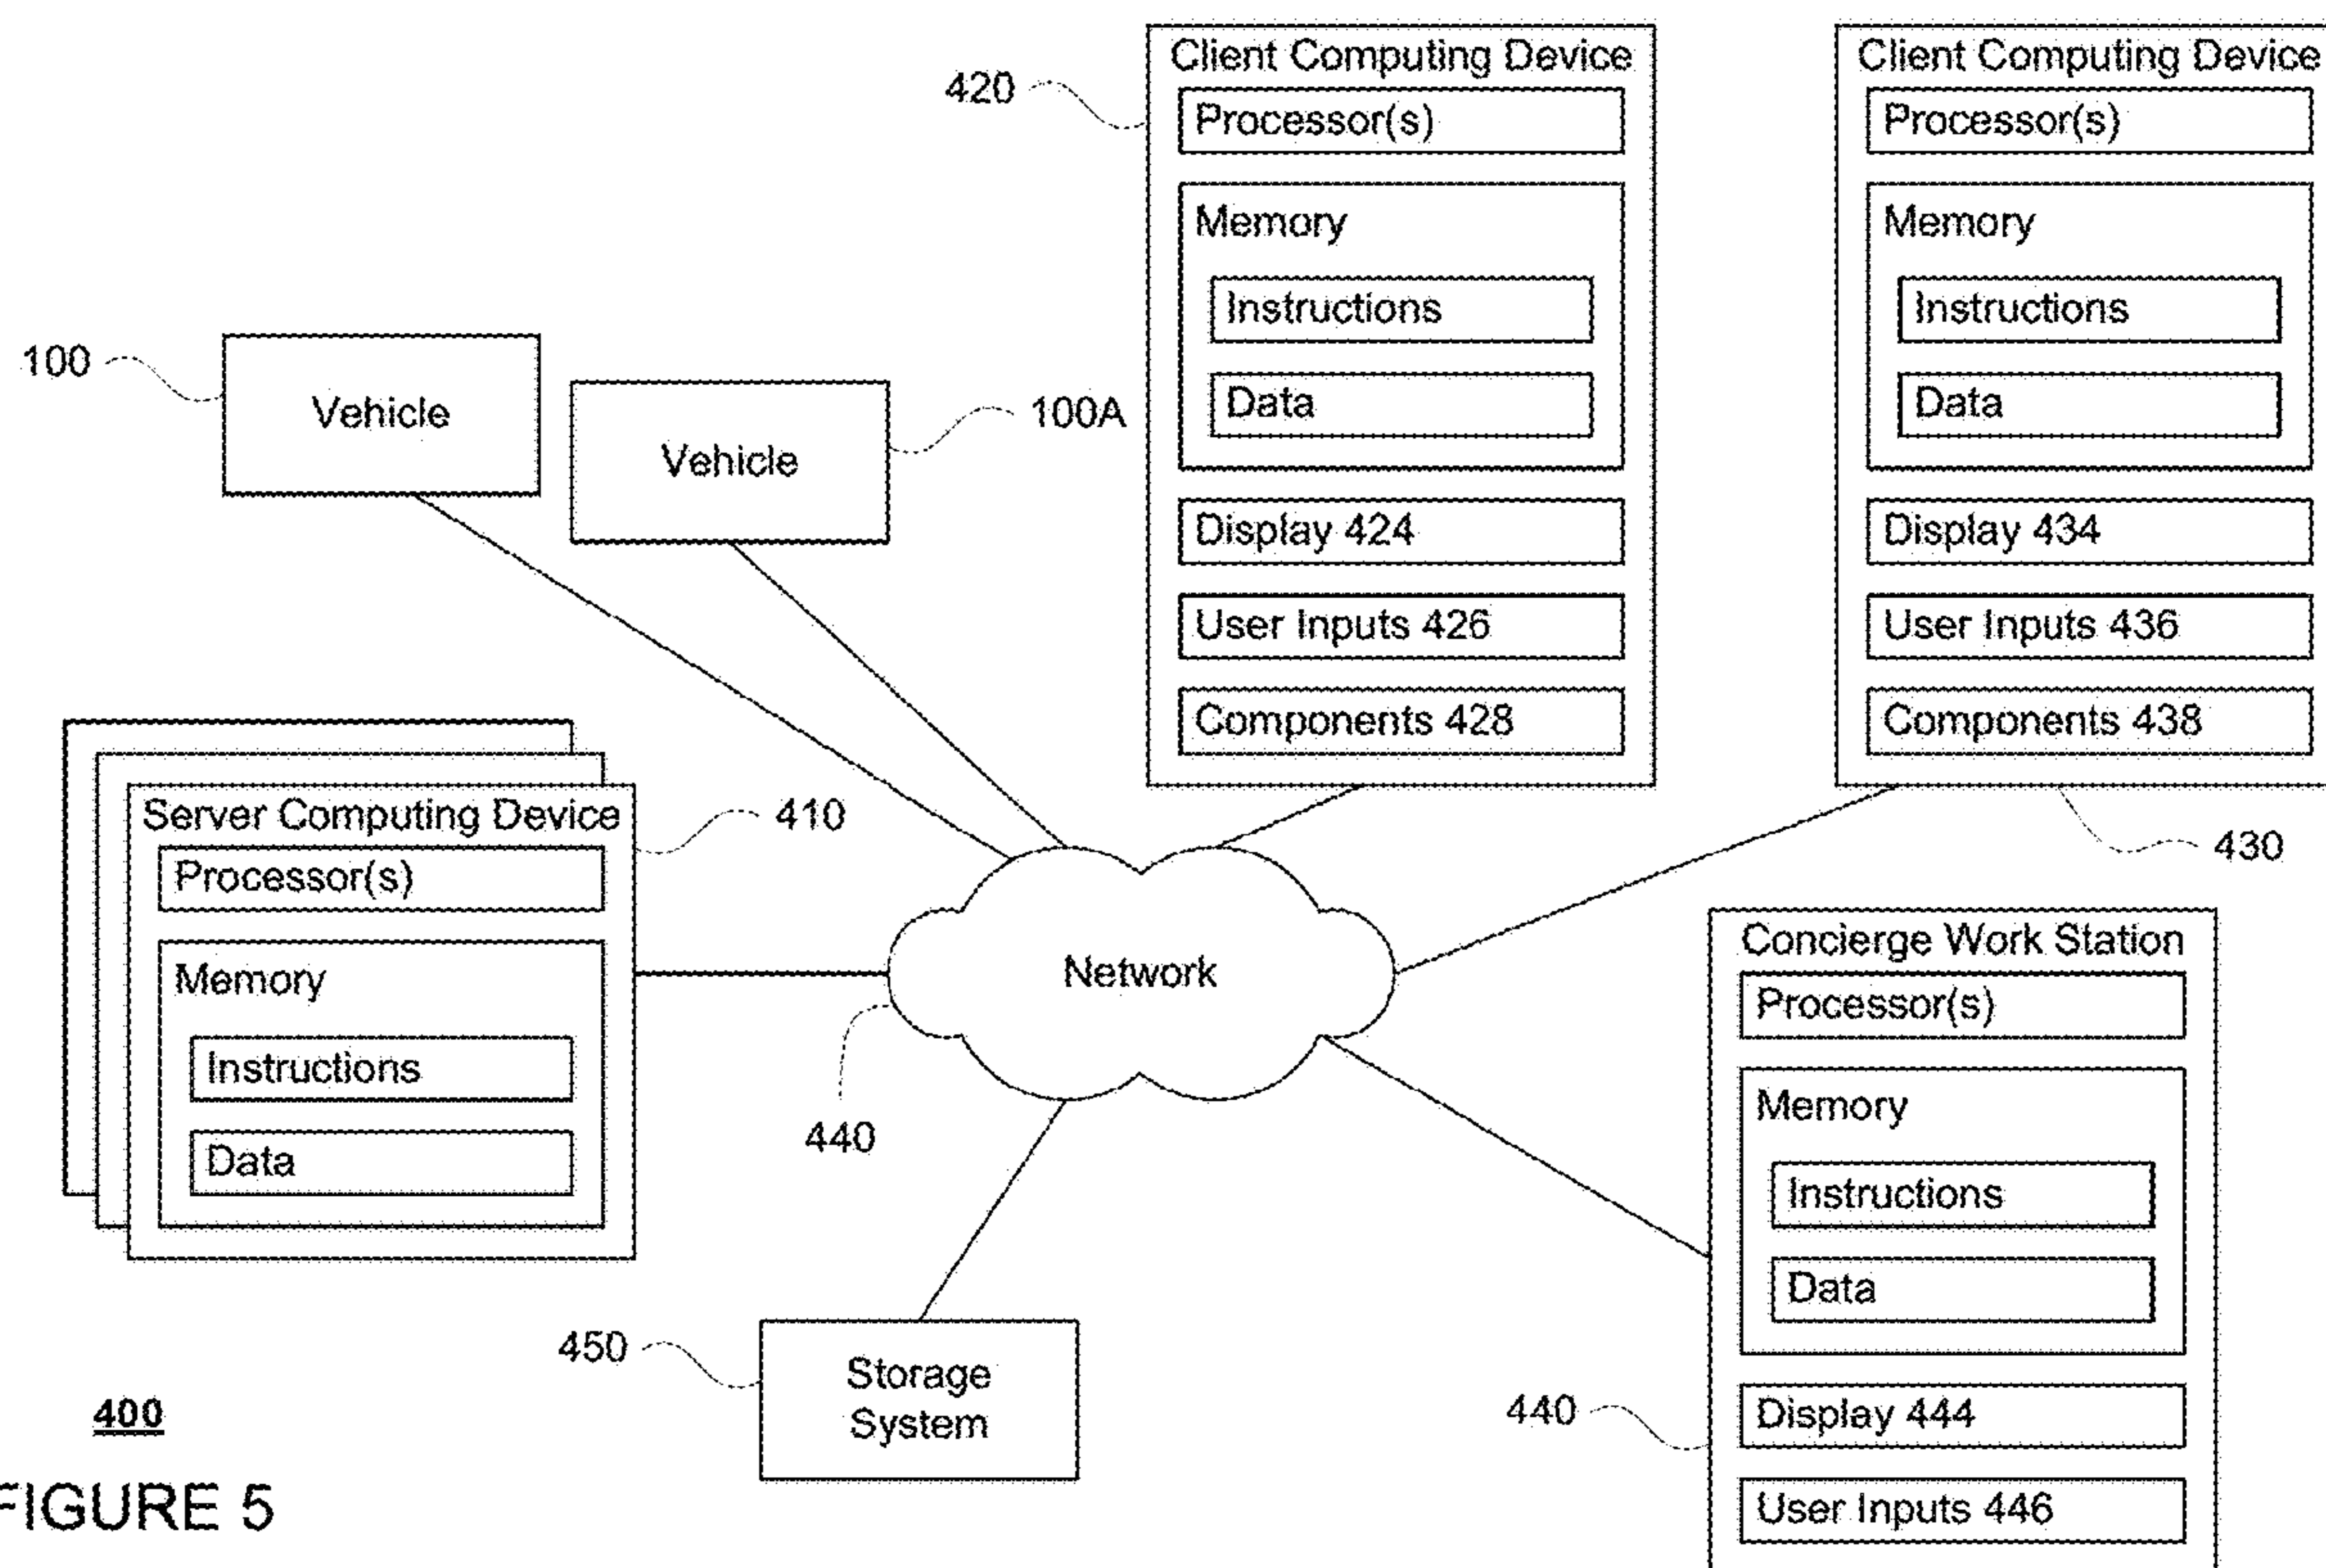 Client Computing Device
420
Processor(s)
Memory
Instructions
Data
Display 424
User Inputs 426
Components 428
Client Computing Device
Processor(s)
Memory
Instructions
Data
Display 434
User Inputs 436
Components 438
430
100
Vehicle
Vehicle
100A
Server Computing Device
410
Processor(s)
Memory
Instructions
Data
Network
440
Concierge Work Station
Processor(s)
Memory
Instructions
Data
Display 444
User Inputs 446
440
450
Storage
System
400
FIGURE 5